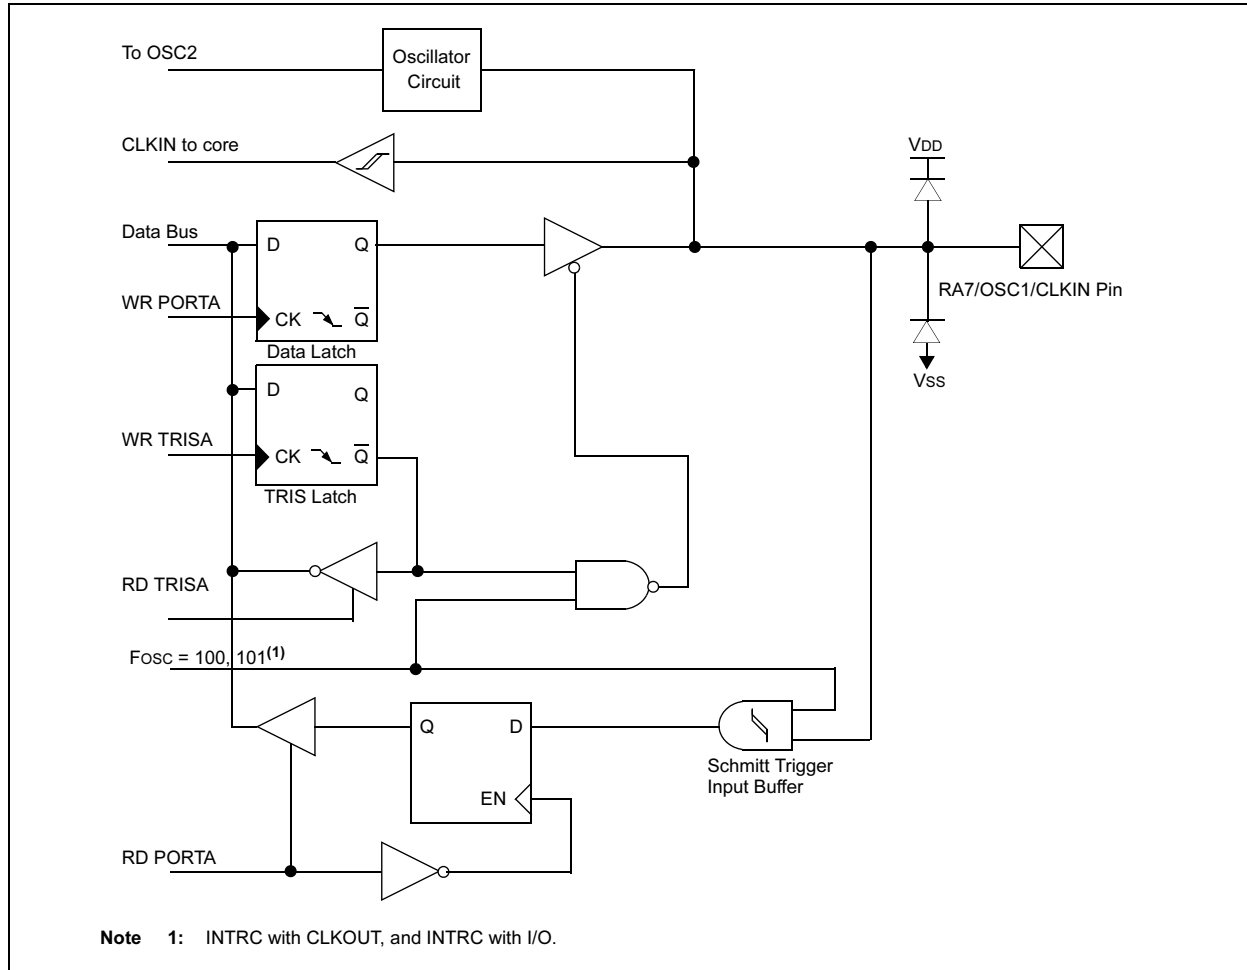 To OSC2
Oscillator
Circuit
CLKIN to core
VDD
Data Bus
D
Q
WR PORTA
CK
Q̅
Data Latch
RA7/OSC1/CLKIN Pin
VSS
D
Q
WR TRISA
CK
Q̅
TRIS Latch
RD TRISA
FOSC = 100, 101(1)
Q
D
EN
Schmitt Trigger
Input Buffer
RD PORTA
Note 1: INTRC with CLKOUT, and INTRC with I/O.